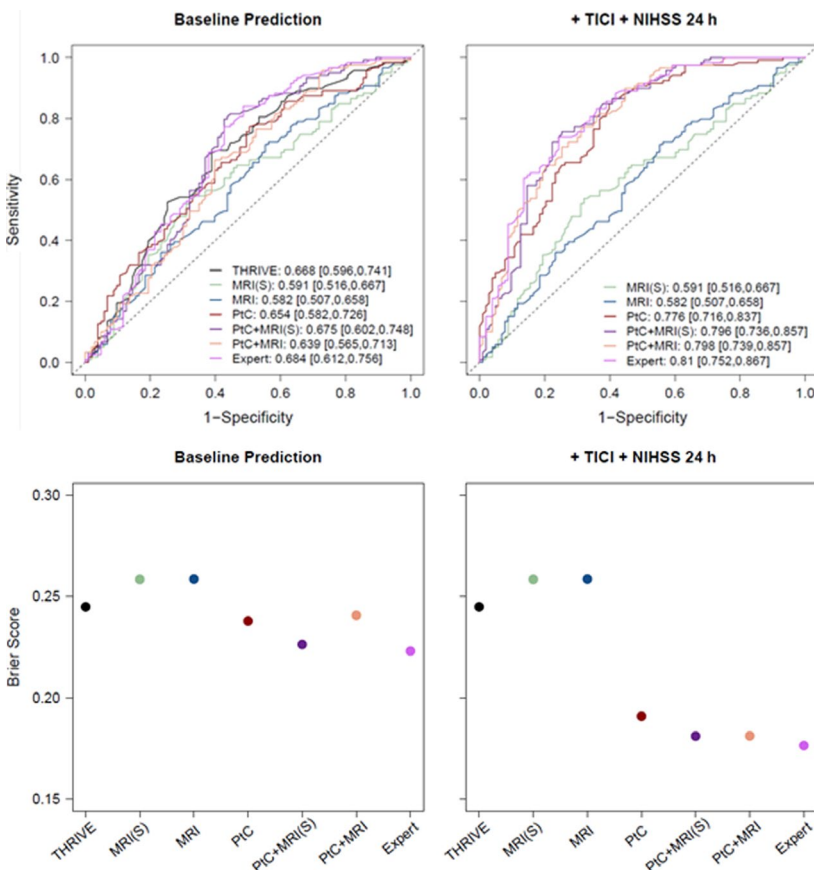 Baseline Prediction
+ TICI + NIHSS 24 h
Sensitivity
1.0
0.8
0.6
0.4
0.2
0.0
THRIVE: 0.668 [0.596,0.741]
MRI(S): 0.591 [0.516,0.667]
MRI: 0.582 [0.507,0.658]
PtC: 0.654 [0.582,0.726]
PtC+MRI(S): 0.675 [0.602,0.748]
PtC+MRI: 0.639 [0.565,0.713]
Expert: 0.684 [0.612,0.756]
0.0 0.2 0.4 0.6 0.8 1.0
1−Specificity
MRI(S): 0.591 [0.516,0.667]
MRI: 0.582 [0.507,0.658]
PtC: 0.776 [0.716,0.837]
PtC+MRI(S): 0.796 [0.736,0.857]
PtC+MRI: 0.798 [0.739,0.857]
Expert: 0.81 [0.752,0.867]
0.0 0.2 0.4 0.6 0.8 1.0
1−Specificity
Baseline Prediction
+ TICI + NIHSS 24 h
Brier Score
0.30
0.25
0.20
0.15
THRIVE MRI(S) MRI PtC PtC+MRI(S) PtC+MRI Expert
THRIVE MRI(S) MRI PtC PtC+MRI(S) PtC+MRI Expert